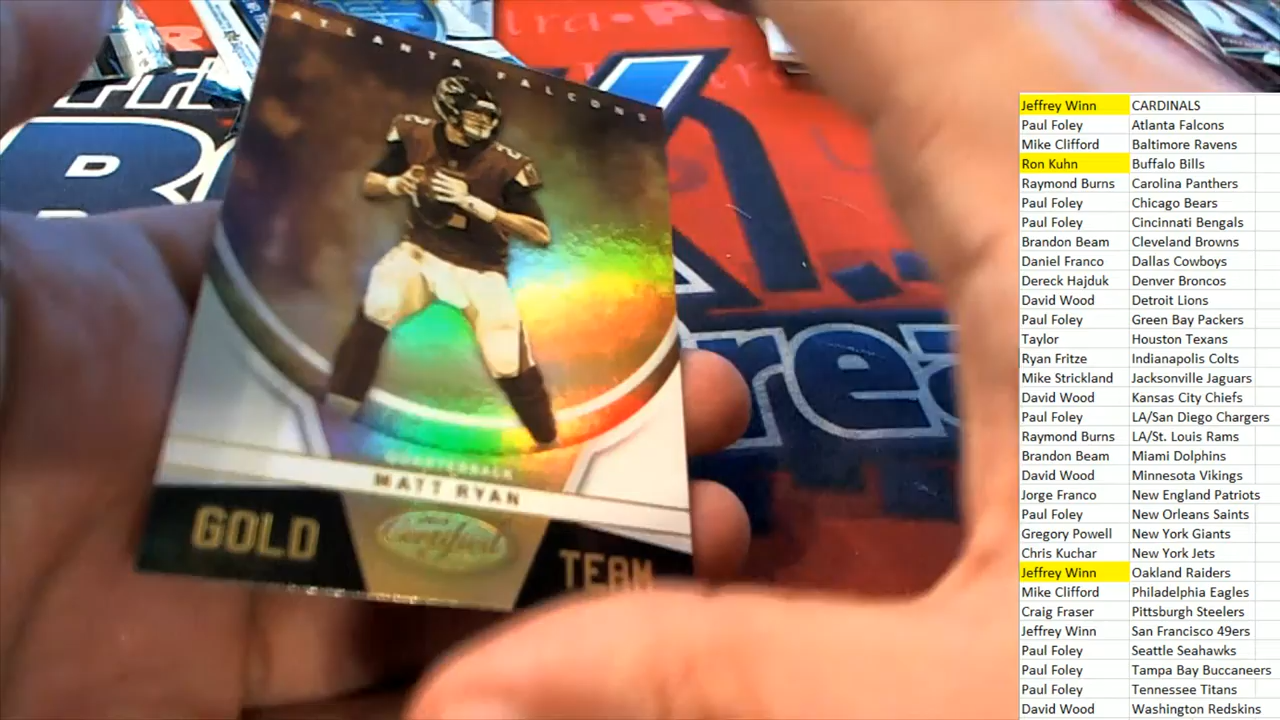 ATLANTA FALCONS
QUARTERBACK
MATT RYAN
GOLD
Certified
TEAM
Jeffrey Winn CARDINALS
Paul Foley Atlanta Falcons
Mike Clifford Baltimore Ravens
Ron Kuhn Buffalo Bills
Raymond Burns Carolina Panthers
Paul Foley Chicago Bears
Paul Foley Cincinnati Bengals
Brandon Beam Cleveland Browns
Daniel Franco Dallas Cowboys
Dereck Hajduk Denver Broncos
David Wood Detroit Lions
Paul Foley Green Bay Packers
Taylor Houston Texans
Ryan Fritze Indianapolis Colts
Mike Strickland Jacksonville Jaguars
David Wood Kansas City Chiefs
Paul Foley LA/San Diego Chargers
Raymond Burns LA/St. Louis Rams
Brandon Beam Miami Dolphins
David Wood Minnesota Vikings
Jorge Franco New England Patriots
Paul Foley New Orleans Saints
Gregory Powell New York Giants
Chris Kuchar New York Jets
Jeffrey Winn Oakland Raiders
Mike Clifford Philadelphia Eagles
Craig Fraser Pittsburgh Steelers
Jeffrey Winn San Francisco 49ers
Paul Foley Seattle Seahawks
Paul Foley Tampa Bay Buccaneers
Paul Foley Tennessee Titans
David Wood Washington Redskins